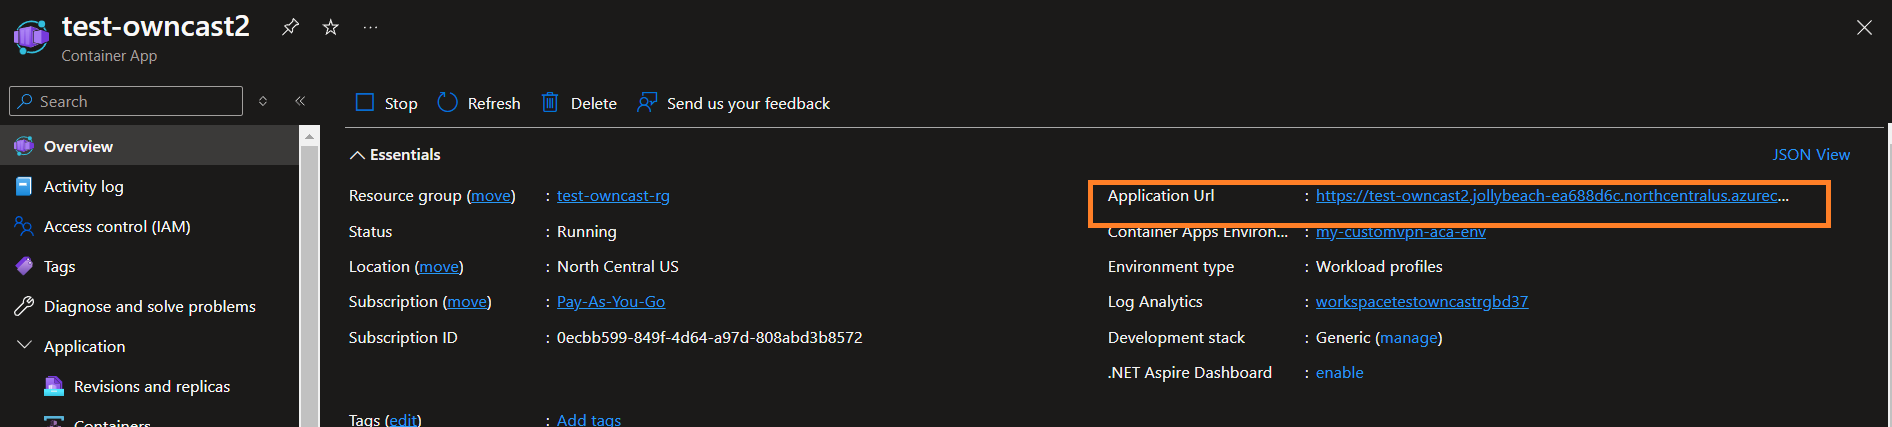 test-owncast2
Container App
Search
Stop Refresh Delete Send us your feedback
Overview
Activity log
Access control (IAM)
Tags
Diagnose and solve problems
Application
Revisions and replicas
Containers
Essentials
JSON View
Resource group (move) : test-owncast-rg
Status : Running
Location (move) : North Central US
Subscription (move) : Pay-As-You-Go
Subscription ID : 0ecbb599-849f-4d64-a97d-808abd3b8572
Tags (edit) : Add tags
Application Url : https://test-owncast2.jollybeach-ea688d6c.northcentralus.azurec...
Container Apps Environ... : my-customvpn-aca-env
Environment type : Workload profiles
Log Analytics : workspacetestowncastrgbd37
Development stack : Generic (manage)
.NET Aspire Dashboard : enable